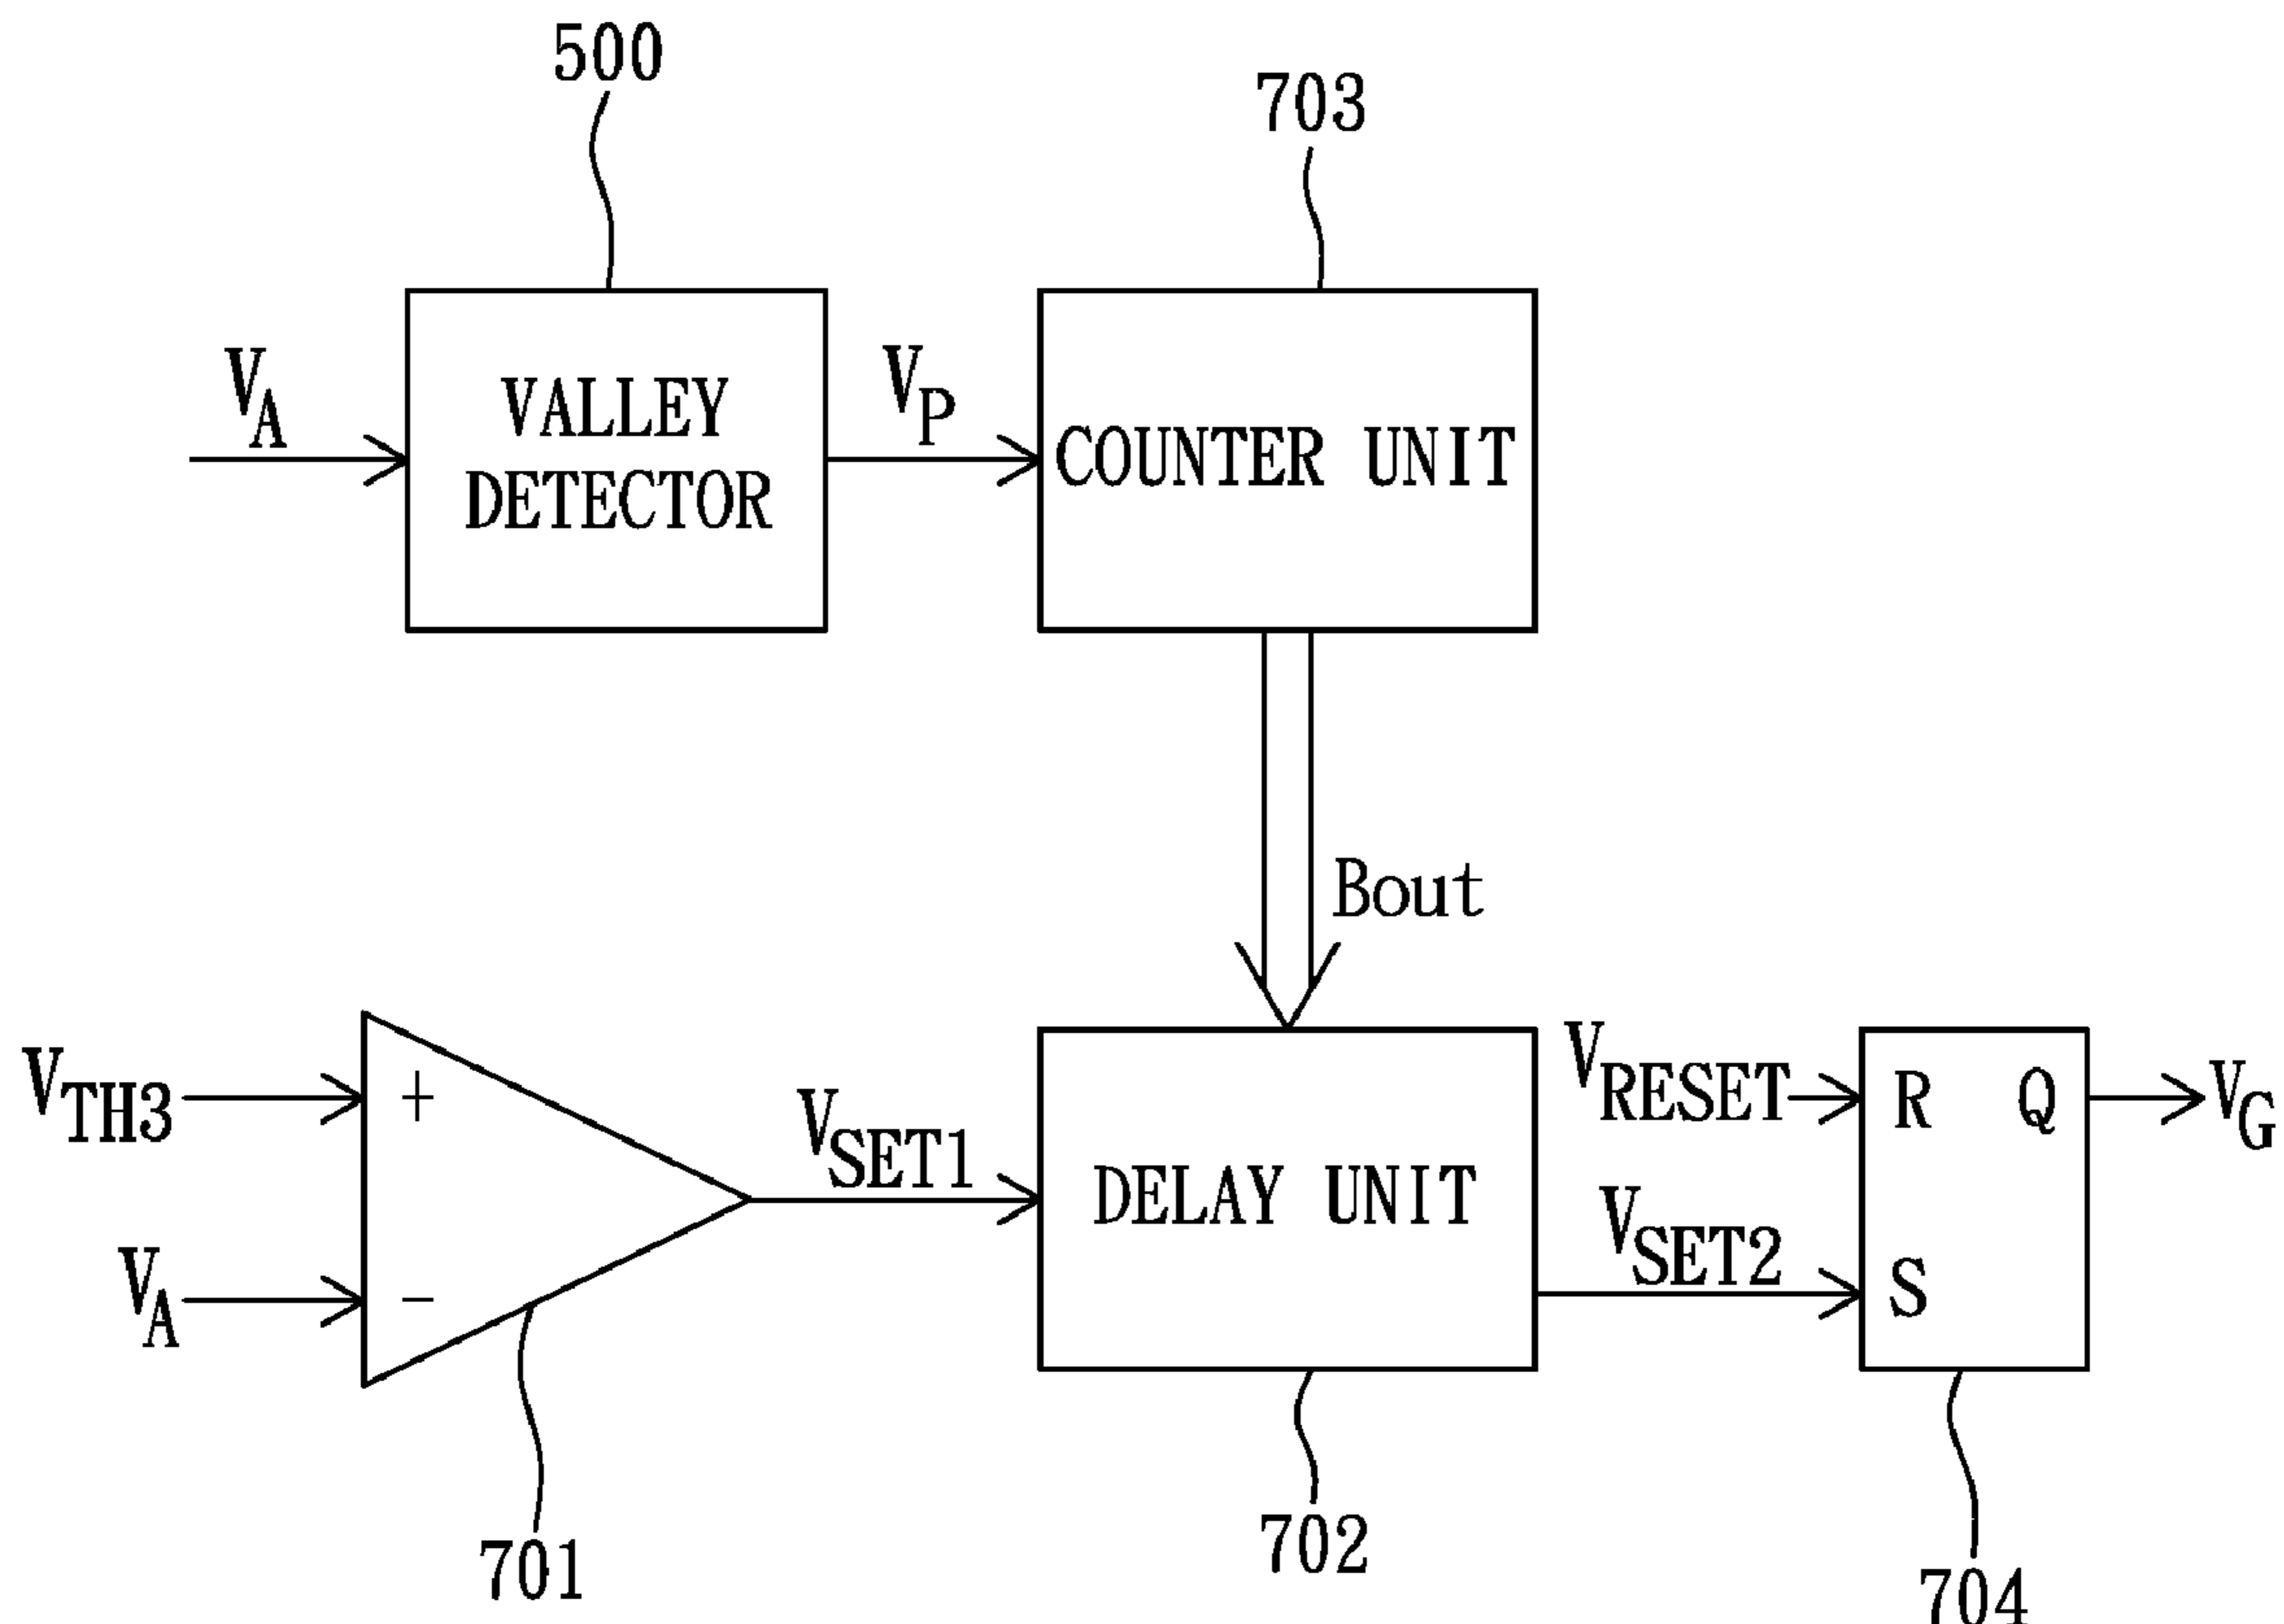 500
703
VA
VALLEY
DETECTOR
VP
COUNTER UNIT
Bout
VTH3
+
VA
−
VSET1
DELAY UNIT
VRESET
VSET2
R Q
S
VG
701
702
704